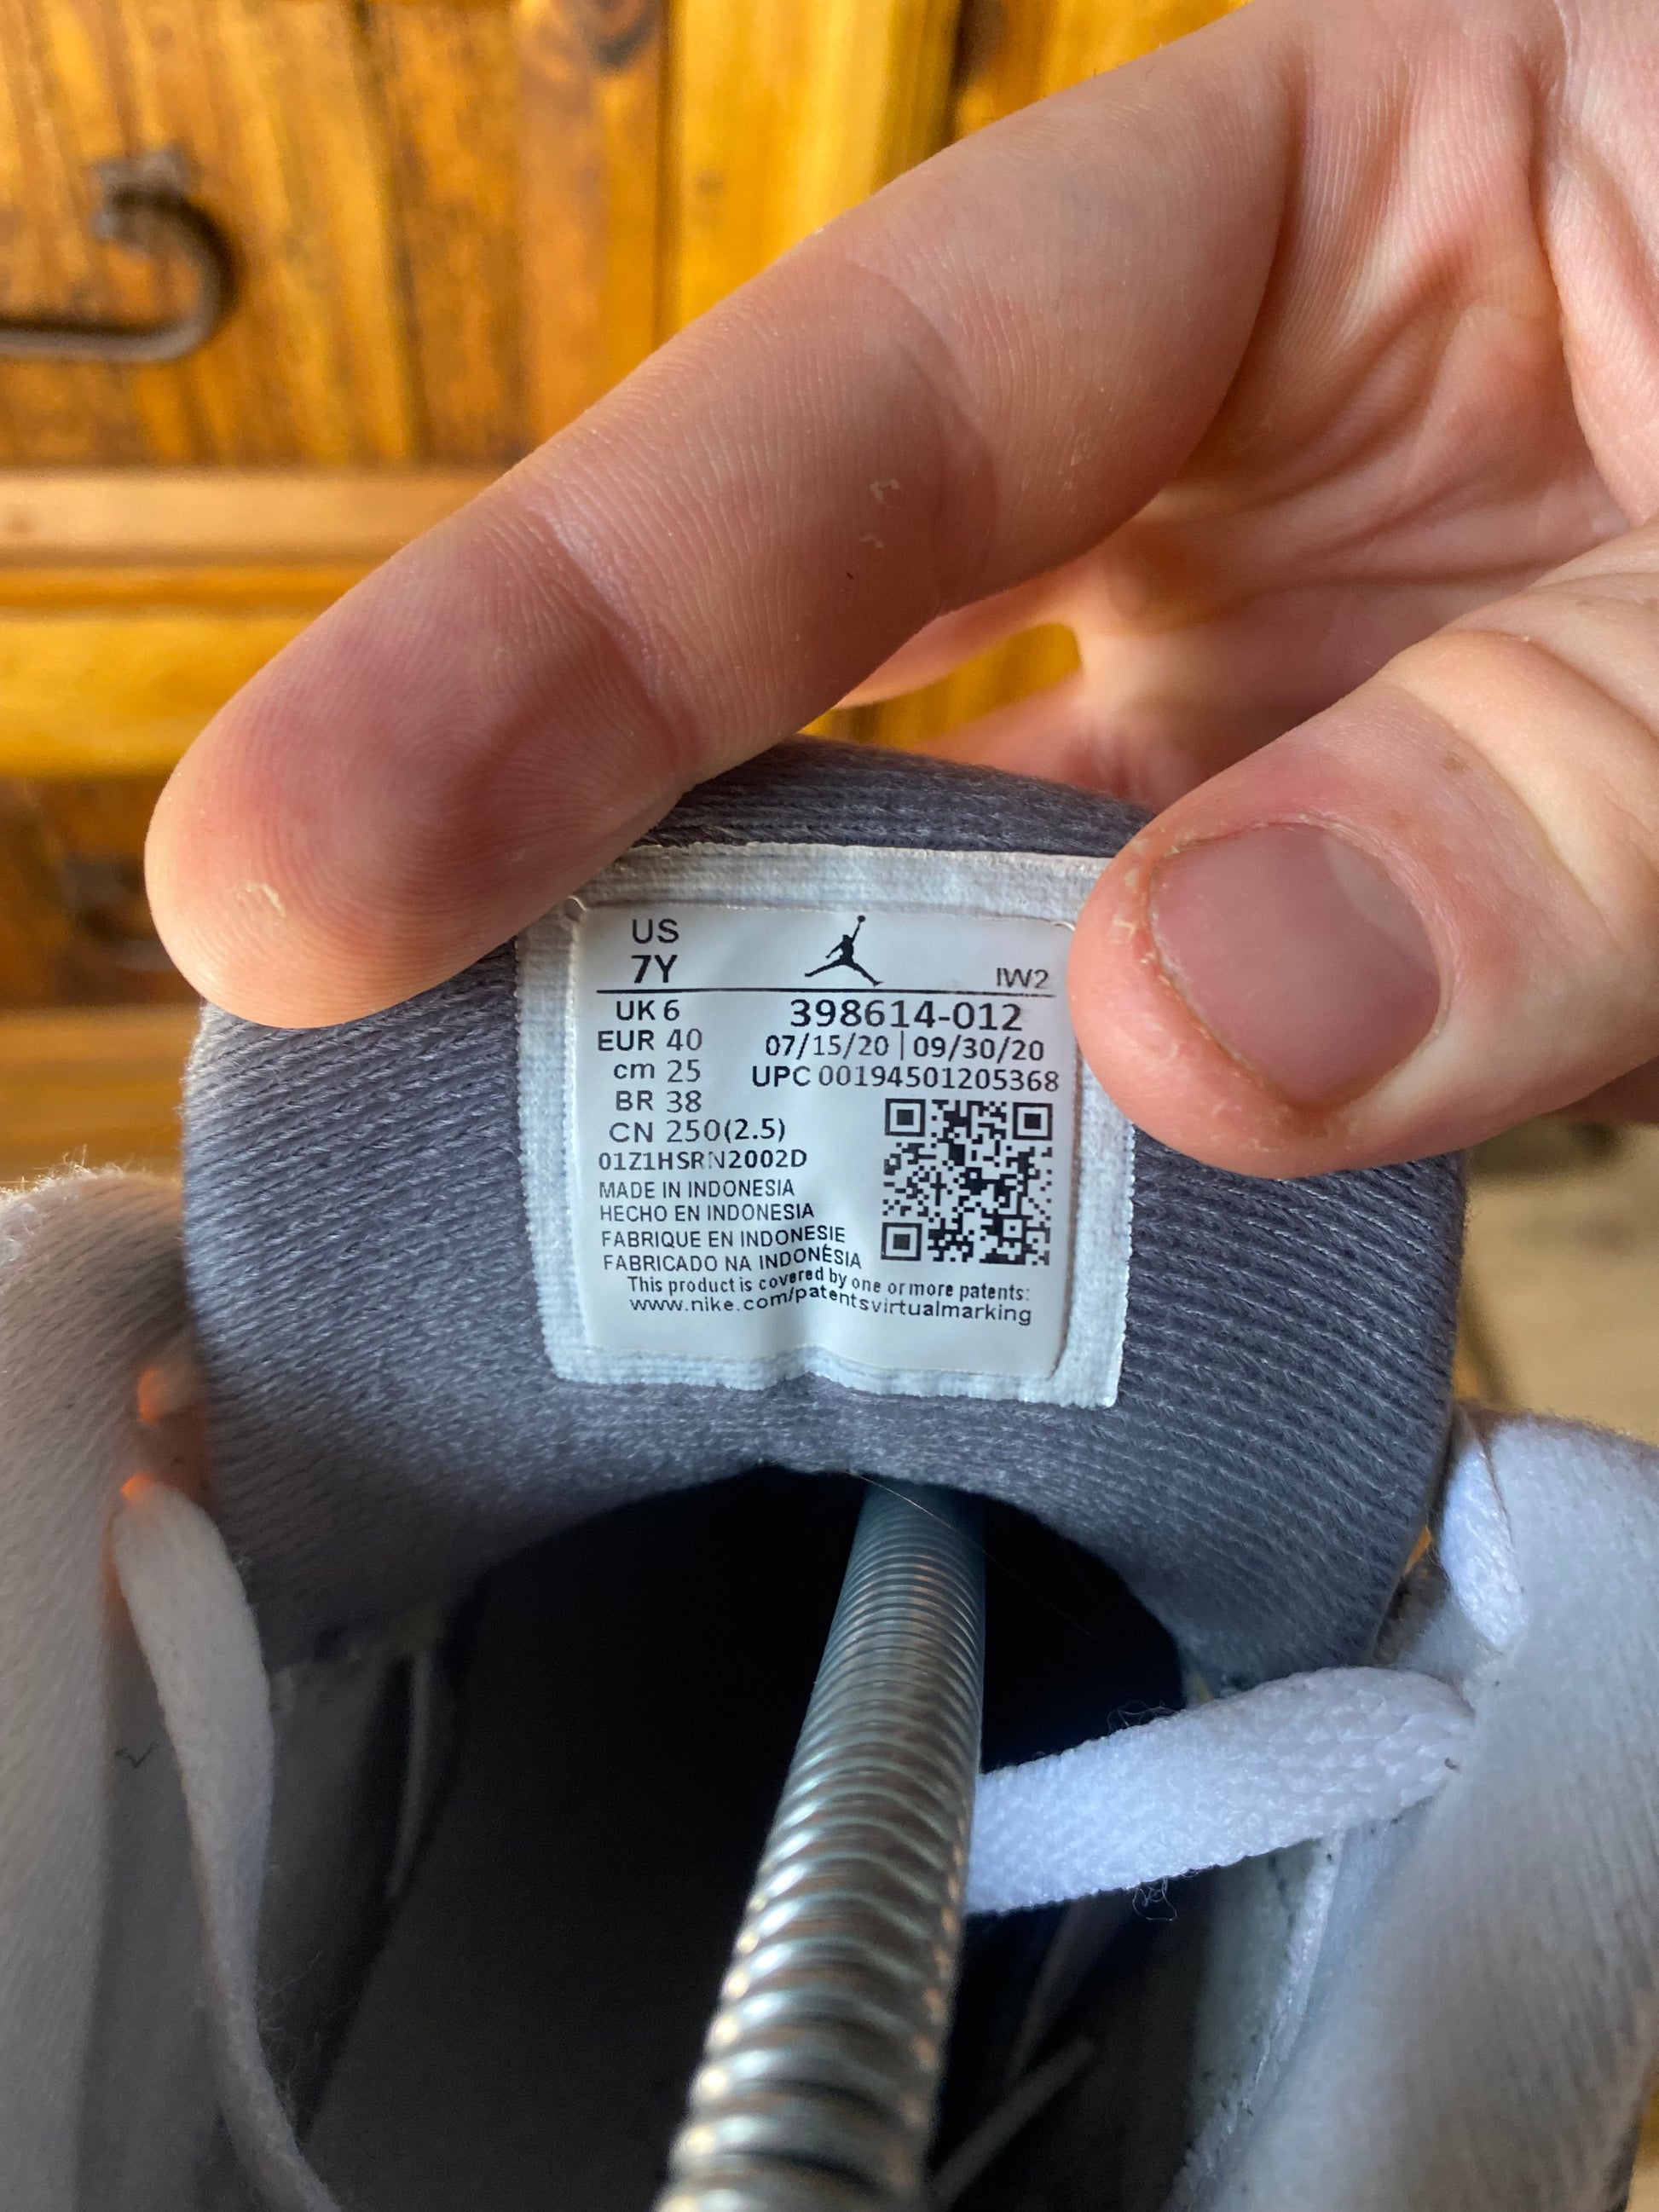 US
7Y
IW2
UK 6
398614-012
EUR 40
07/15/20 | 09/30/20
cm 25
UPC 00194501205368
BR 38
CN 250(2.5)
01Z1HSRN2002D
MADE IN INDONESIA
HECHO EN INDONESIA
FABRIQUE EN INDONESIE
FABRICADO NA INDONÉSIA
This product is covered by one or more patents:
www.nike.com/patentsvirtualmarking